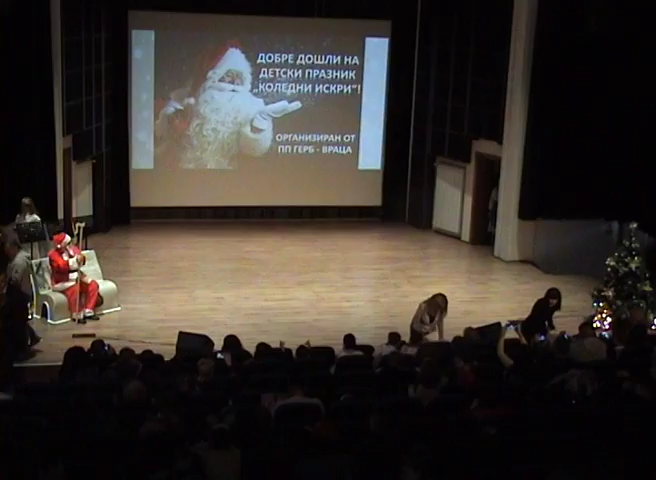 ДОБРЕ ДОШЛИ НА
ДЕТСКИ ПРАЗНИК
„КОЛЕДНИ ИСКРИ"!
ОРГАНИЗИРАН ОТ
ПП ГЕРБ - ВРАЦА